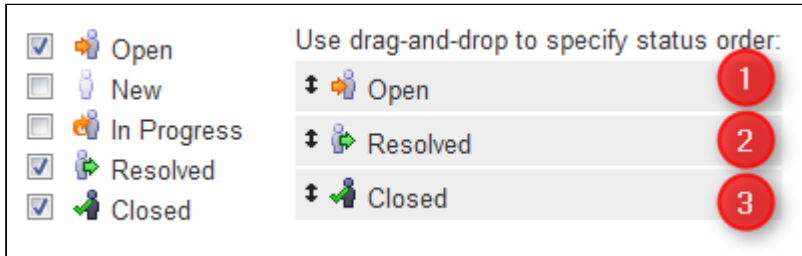 Open
New
In Progress
Resolved
Closed
Use drag-and-drop to specify status order:
Open 1
Resolved 2
Closed 3